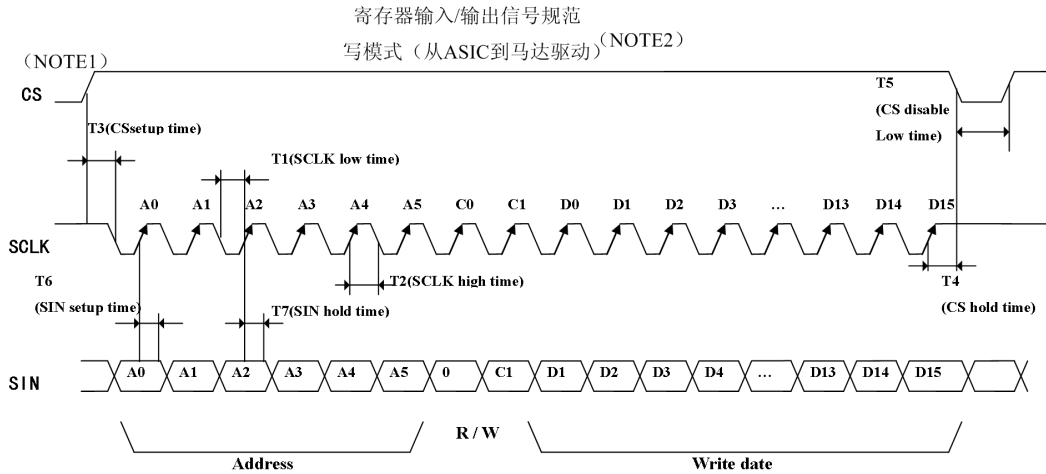 寄存器输入/输出信号规范
写模式（从ASIC到马达驱动）(NOTE2)
（NOTE1）
CS
T5
(CS disable
Low time)
T3(CSsetup time)
T1(SCLK low time)
A0 A1 A2 A3 A4 A5 C0 C1 D0 D1 D2 D3 … D13 D14 D15
SCLK
T6
(SIN setup time)
T2(SCLK high time)
T4
(CS hold time)
T7(SIN hold time)
SIN
A0 A1 A2 A3 A4 A5 0 C1 D1 D2 D3 D4 … D13 D14 D15
R / W
Address
Write date